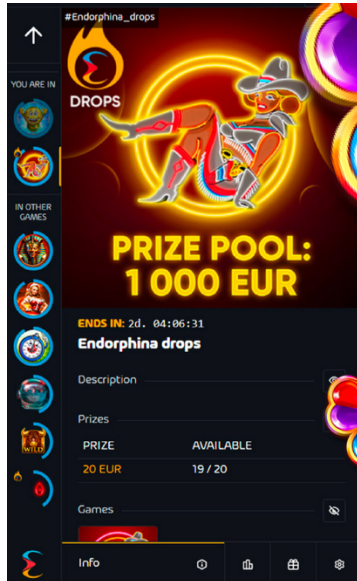 #Endorphina_drops
DROPS
YOU ARE IN
IN OTHER
GAMES
PRIZE POOL:
1 000 EUR
ENDS IN: 2d. 04:06:31
Endorphina drops
Description
Prizes
PRIZE AVAILABLE
20 EUR 19 / 20
WILD
Games
Info